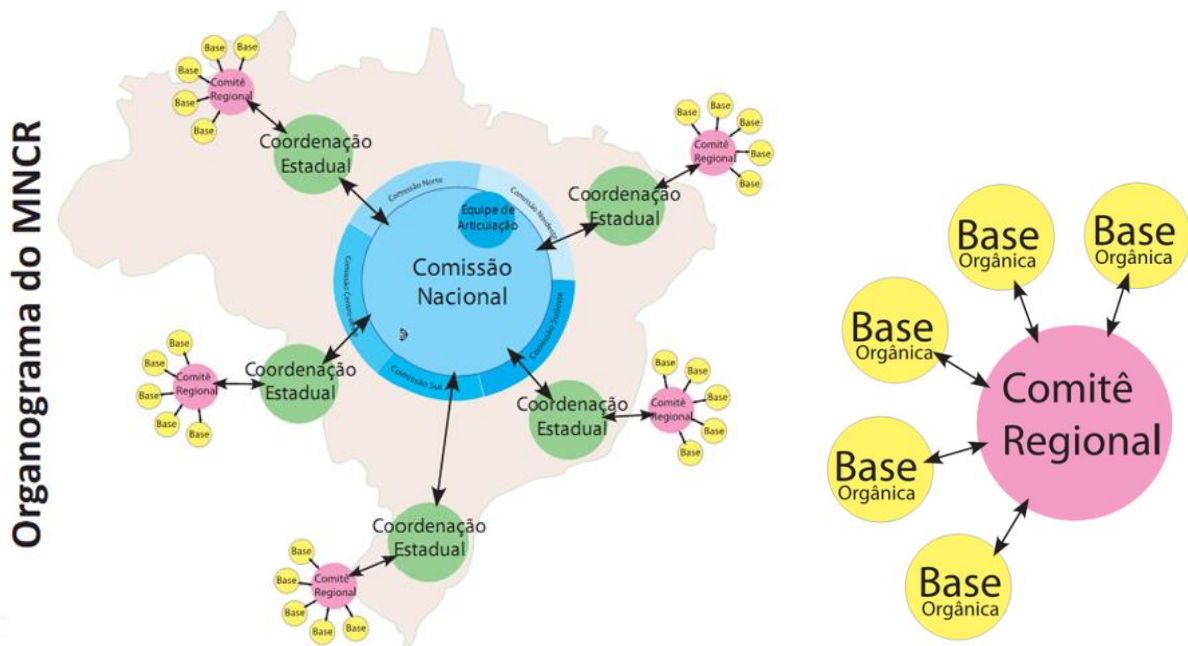 Organograma do MNCR
Base
Base
Base
Base
Base
Comitê
Regional
Coordenação
Estadual
Base
Base
Base
Base
Base
Comitê
Regional
Coordenação
Estadual
Comissão Norte
Comissão Nordeste
Equipe de
Articulação
Comissão
Nacional
Comissão
Comissão Sudeste
Comissão Sul
Base
Base
Base
Base
Base
Comitê
Regional
Coordenação
Estadual
Coordenação
Estadual
Base
Base
Base
Base
Base
Comitê
Regional
Coordenação
Estadual
Base
Base
Base
Base
Base
Comitê
Regional
Base
Orgânica
Base
Orgânica
Base
Orgânica
Base
Orgânica
Base
Orgânica
Comitê
Regional